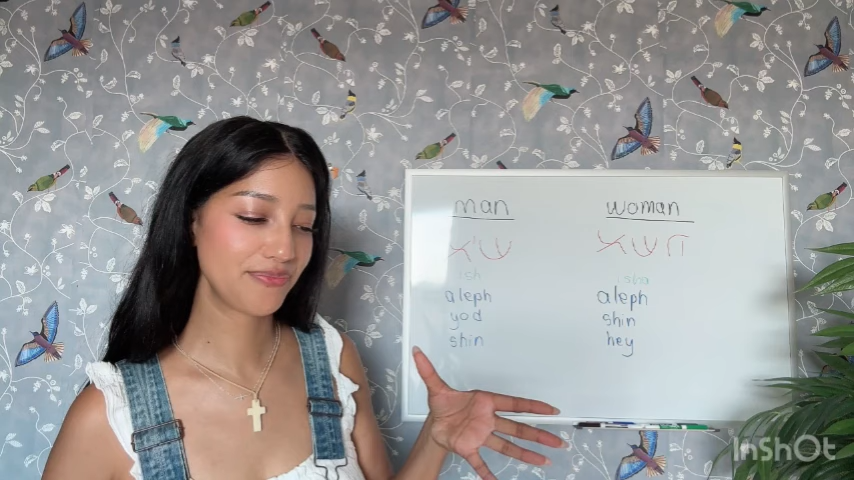 man
איש
ish
aleph
yod
shin
woman
אשה
isha
aleph
shin
hey
InShOt